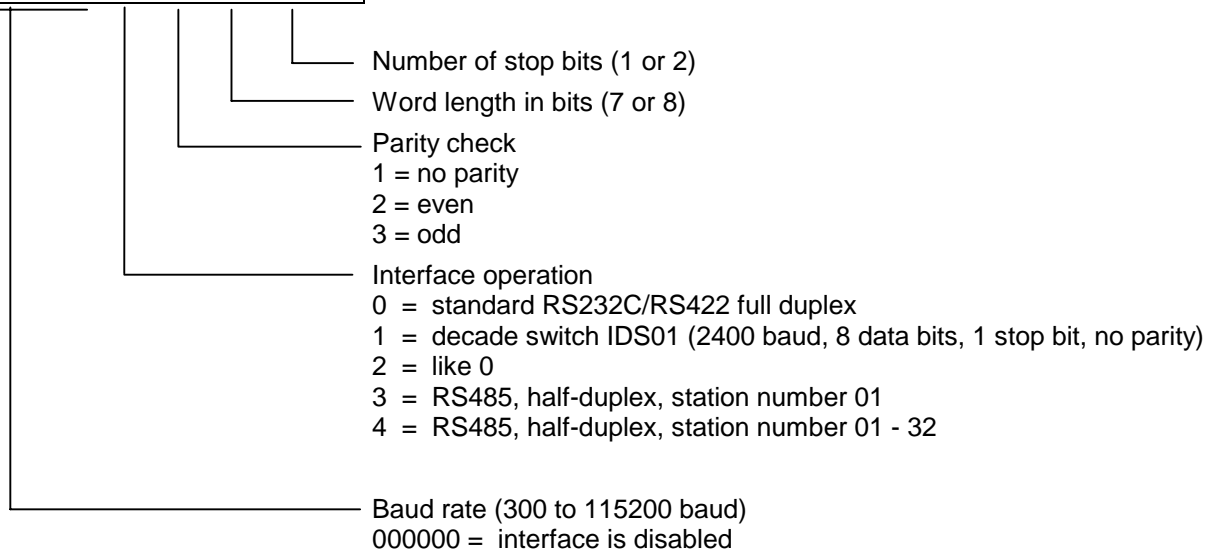 Number of stop bits (1 or 2)
Word length in bits (7 or 8)
Parity check
1 = no parity
2 = even
3 = odd
Interface operation
0 = standard RS232C/RS422 full duplex
1 = decade switch IDS01 (2400 baud, 8 data bits, 1 stop bit, no parity)
2 = like 0
3 = RS485, half-duplex, station number 01
4 = RS485, half-duplex, station number 01 - 32
Baud rate (300 to 115200 baud)
000000 = interface is disabled